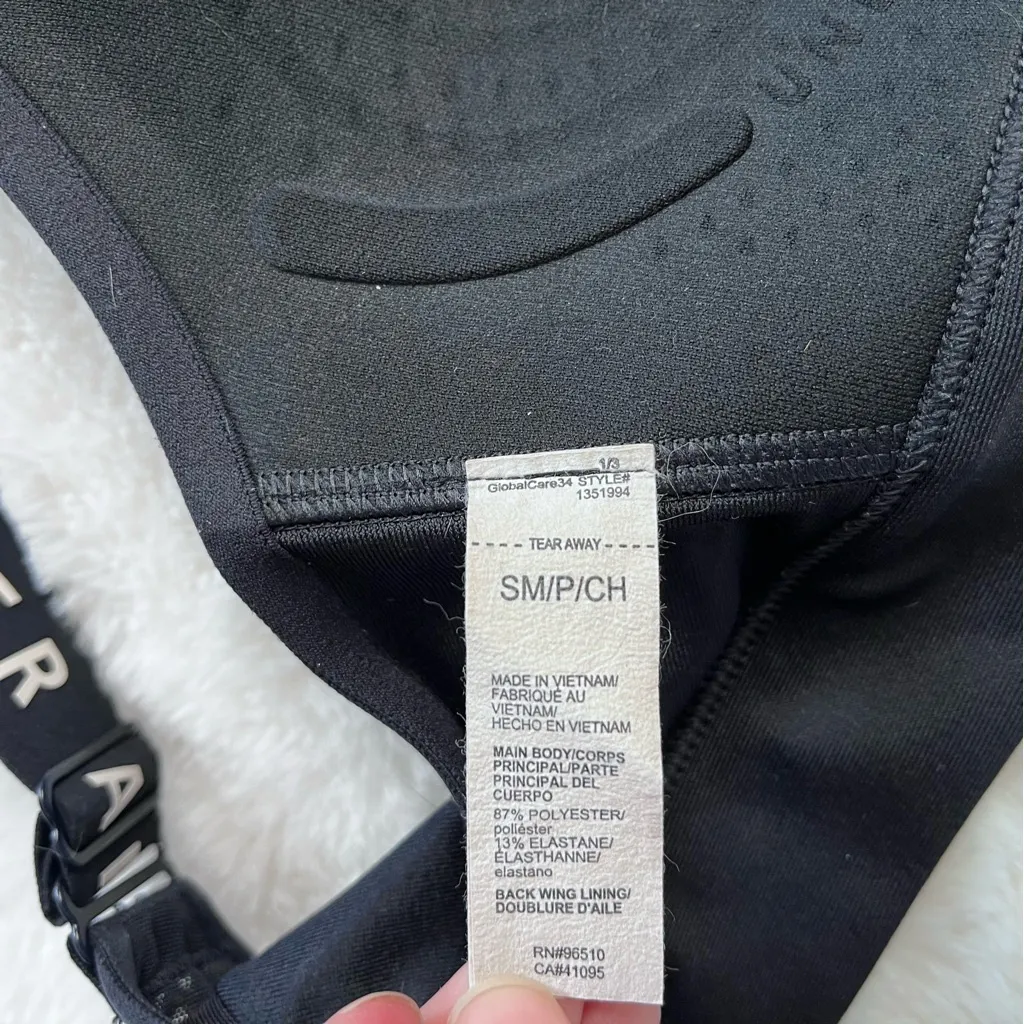 UN
1/3
GlobalCare34 STYLE#
1351994
- - - - TEAR AWAY - - - -
SM/P/CH
MADE IN VIETNAM/
FABRIQUÉ AU
VIETNAM/
HECHO EN VIETNAM
MAIN BODY/CORPS
PRINCIPAL/PARTE
PRINCIPAL DEL
CUERPO
87% POLYESTER/
poliéster
13% ELASTANE/
ÉLASTHANNE/
elastano
BACK WING LINING/
DOUBLURE D'AILE
RN#96510
CA#41095
R
A